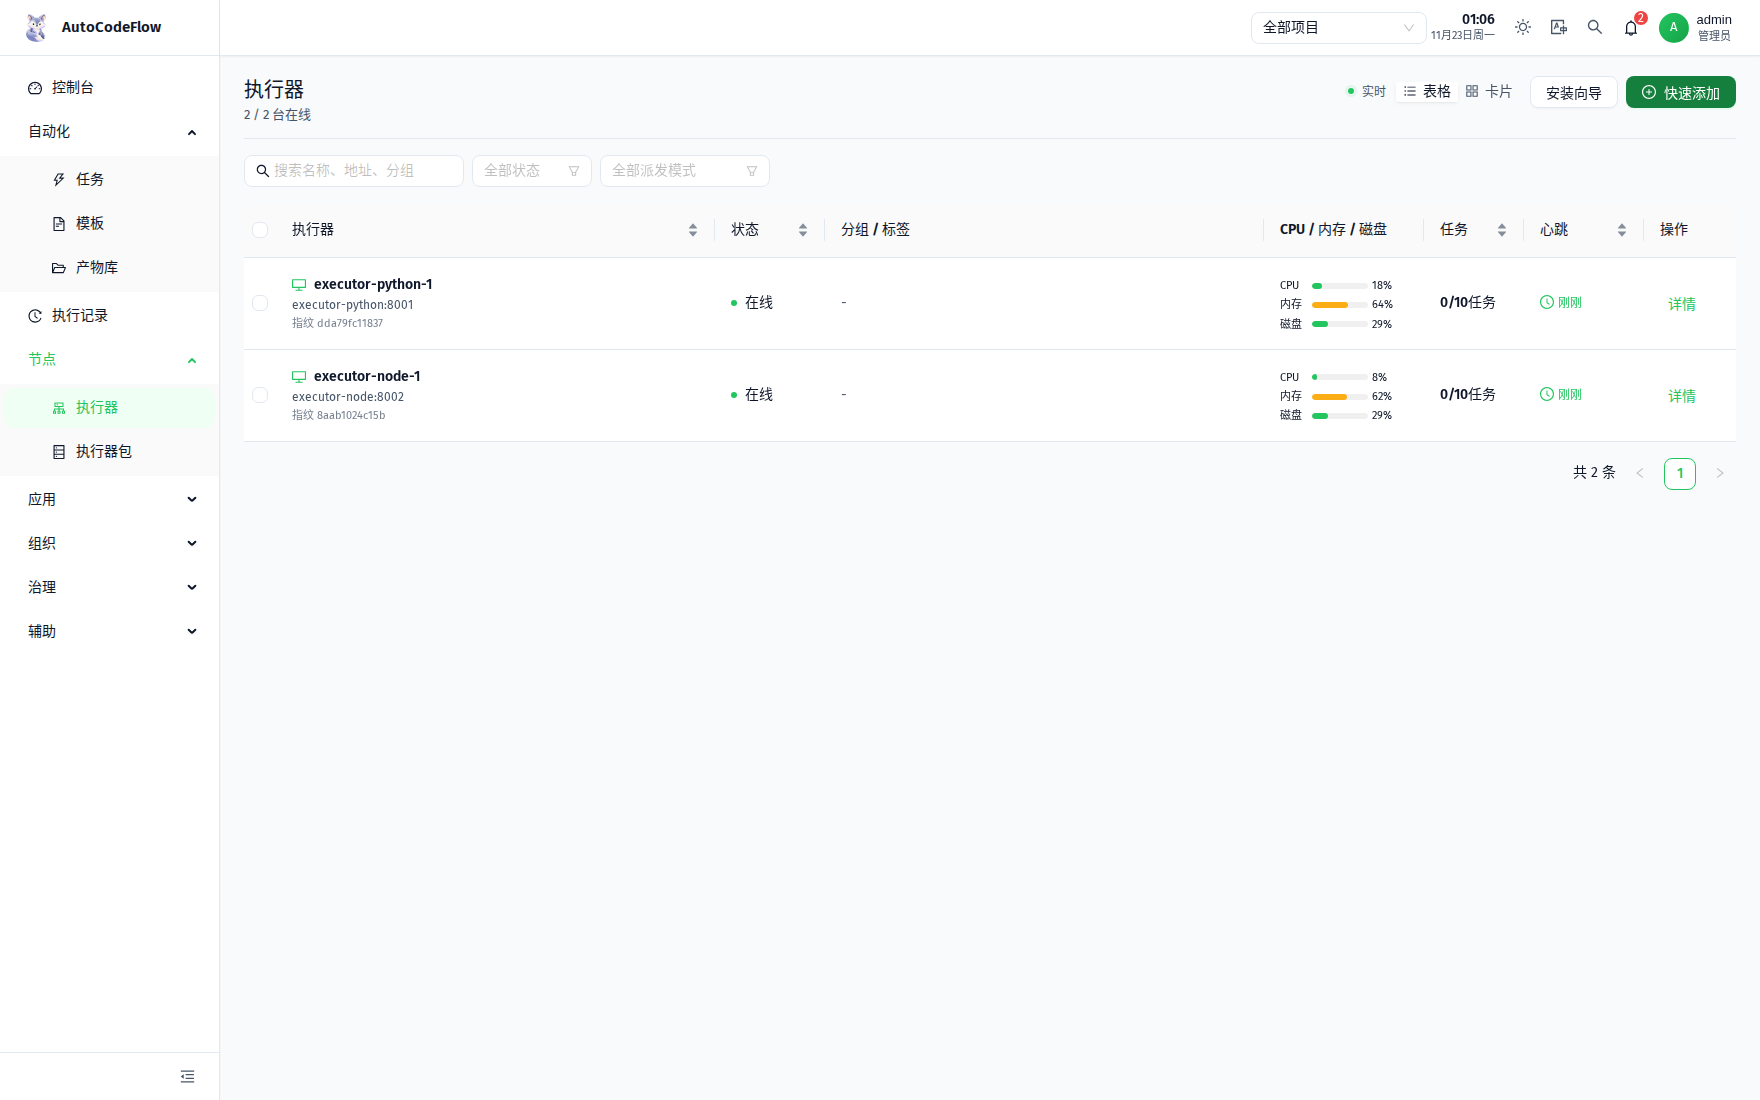 AutoCodeFlow
全部项目
01:06
11月23日周一
2
A
admin
管理员
控制台
自动化
任务
模板
产物库
执行记录
节点
执行器
执行器包
应用
组织
治理
辅助
执行器
2 / 2 台在线
实时
表格
卡片
安装向导
快速添加
搜索名称、地址、分组
全部状态
全部派发模式
执行器
状态
分组 / 标签
CPU / 内存 / 磁盘
任务
心跳
操作
executor-python-1
executor-python:8001
指纹 dda79fc11837
在线
-
CPU 18%
内存 64%
磁盘 29%
0/10任务
刚刚
详情
executor-node-1
executor-node:8002
指纹 8aab1024c15b
在线
-
CPU 8%
内存 62%
磁盘 29%
0/10任务
刚刚
详情
共 2 条
1